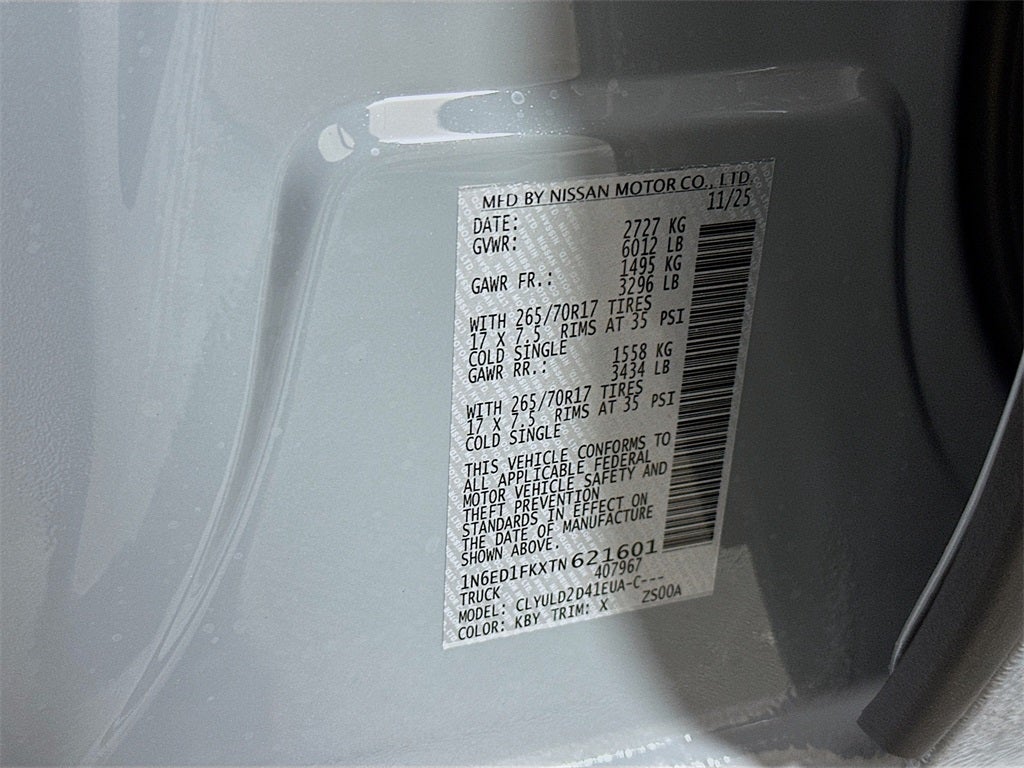 MFD BY NISSAN MOTOR CO., LTD.
DATE: 11/25
GVWR: 2727 KG
6012 LB
GAWR FR.: 1495 KG
3296 LB
WITH 265/70R17 TIRES
17 X 7.5 RIMS AT 35 PSI
COLD SINGLE
GAWR RR.: 1558 KG
3434 LB
WITH 265/70R17 TIRES
17 X 7.5 RIMS AT 35 PSI
COLD SINGLE
THIS VEHICLE CONFORMS TO
ALL APPLICABLE FEDERAL
MOTOR VEHICLE SAFETY AND
THEFT PREVENTION
STANDARDS IN EFFECT ON
THE DATE OF MANUFACTURE
SHOWN ABOVE.
1N6ED1FKXTN621601
TRUCK 407967
MODEL: CLYULD2D41EUA-C---
COLOR: KBY TRIM: X ZS00A